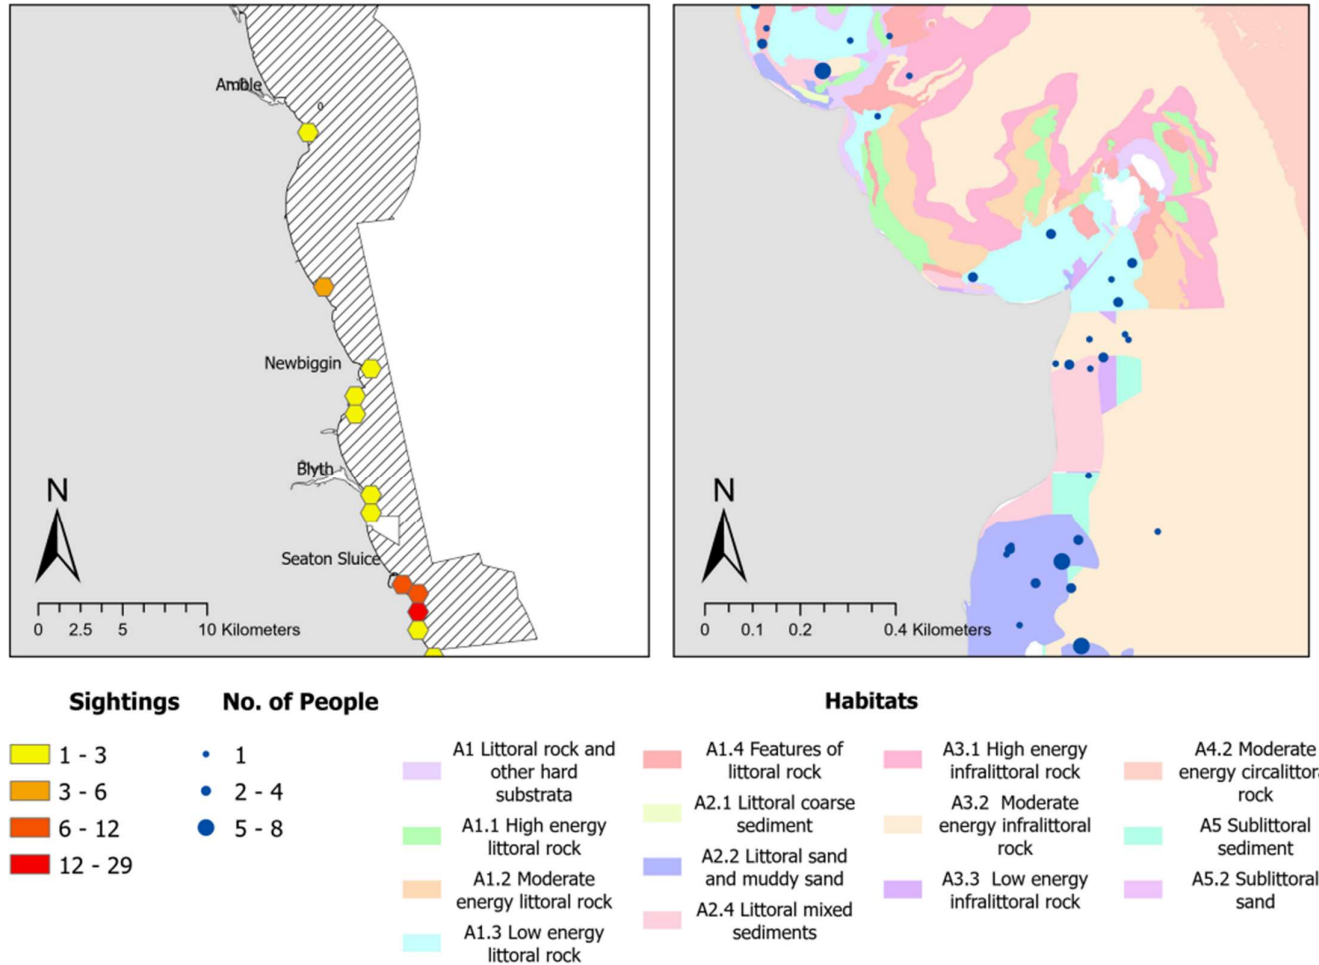 Amble
0
Newbiggin
Blyth
Seaton Sluice
N
0 2.5 5 10 Kilometers
N
0 0.1 0.2 0.4 Kilometers
Sightings
1 - 3
3 - 6
6 - 12
12 - 29
No. of People
1
2 - 4
5 - 8
Habitats
A1 Littoral rock and
other hard
substrata
A1.1 High energy
littoral rock
A1.2 Moderate
energy littoral rock
A1.3 Low energy
littoral rock
A1.4 Features of
littoral rock
A2.1 Littoral coarse
sediment
A2.2 Littoral sand
and muddy sand
A2.4 Littoral mixed
sediments
A3.1 High energy
infralittoral rock
A3.2 Moderate
energy infralittoral
rock
A3.3 Low energy
infralittoral rock
A4.2 Moderate
energy circalittora
rock
A5 Sublittoral
sediment
A5.2 Sublittoral
sand